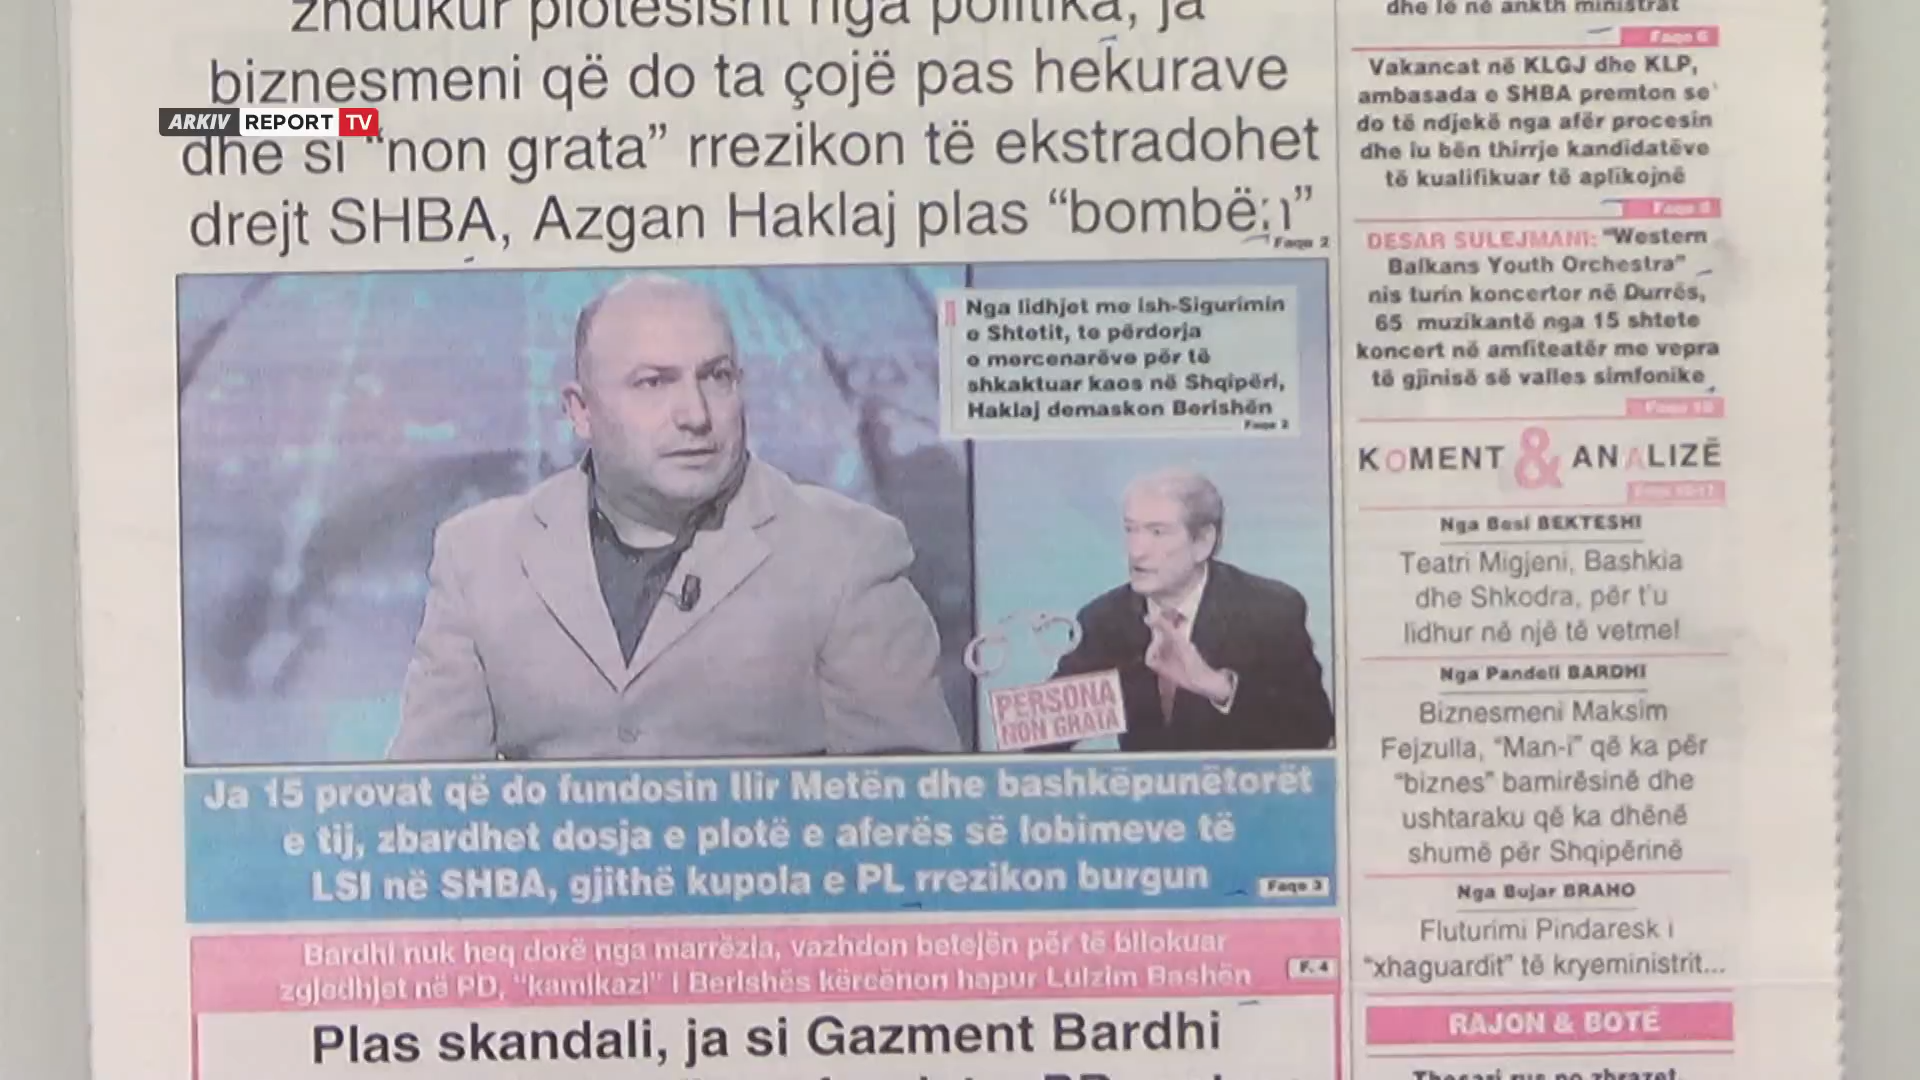 zhdukur plotësisht nga politika, ja
biznesmeni që do ta çojë pas hekurave
dhe si “non grata” rrezikon të ekstradohet
drejt SHBA, Azgan Haklaj plas “bombën”
Faqe 2
ARKIV REPORT TV
Nga lidhjet me ish-Sigurimin
e Shtetit, te përdorja
e mercenarëve për të
shkaktuar kaos në Shqipëri,
Haklaj demaskon Berishën
Faqe 2
PERSONA
NON GRATA
Ja 15 provat që do fundosin Ilir Metën dhe bashkëpunëtorët
e tij, zbardhet dosja e plotë e aferës së lobimeve të
LSI në SHBA, gjithë kupola e PL rrezikon burgun
Faqe 3
Bardhi nuk heq dorë nga marrëzia, vazhdon betejën për të bllokuar
zgjedhjet në PD, “kamikazi” i Berishës kërcënon hapur Lulzim Bashën
F. 4
Plas skandali, ja si Gazment Bardhi
dhe lë në ankth ministrat
Faqe 6
Vakancat në KLGJ dhe KLP,
ambasada e SHBA premton se
do të ndjekë nga afër procesin
dhe iu bën thirrje kandidatëve
të kualifikuar të aplikojnë
DESAR SULEJMANI: “Western
Balkans Youth Orchestra”
nis turin koncertor në Durrës,
65 muzikantë nga 15 shtete
koncert në amfiteatër me vepra
të gjinisë së valles simfonike
KOMENT & ANALIZË
Nga Besi BEKTESHI
Teatri Migjeni, Bashkia
dhe Shkodra, për t’u
lidhur në një të vetme!
Nga Pandeli BARDHI
Biznesmeni Maksim
Fejzulla, “Man-i” që ka për
“biznes” bamirësinë dhe
ushtaraku që ka dhënë
shumë për Shqipërinë
Nga Bujar BRAHO
Fluturimi Pindaresk i
“xhaguardit” të kryeministrit...
RAJON & BOTË